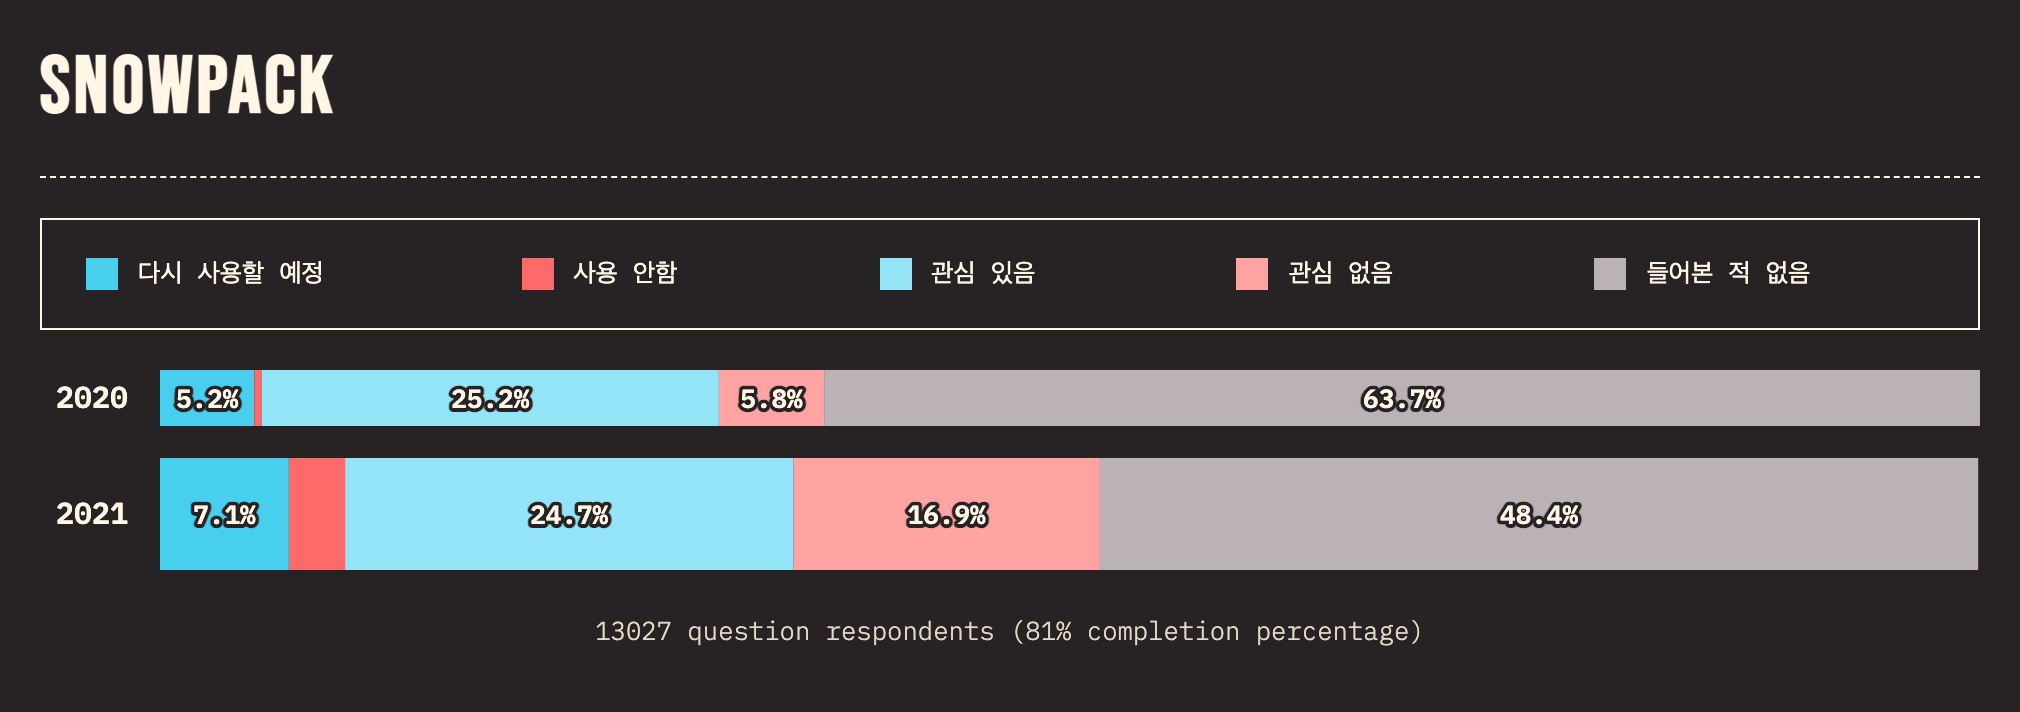 SNOWPACK
다시 사용할 예정 사용 안함 관심 있음 관심 없음 들어본 적 없음
2020 5.2% 25.2% 5.8% 63.7%
2021 7.1% 24.7% 16.9% 48.4%
13027 question respondents (81% completion percentage)